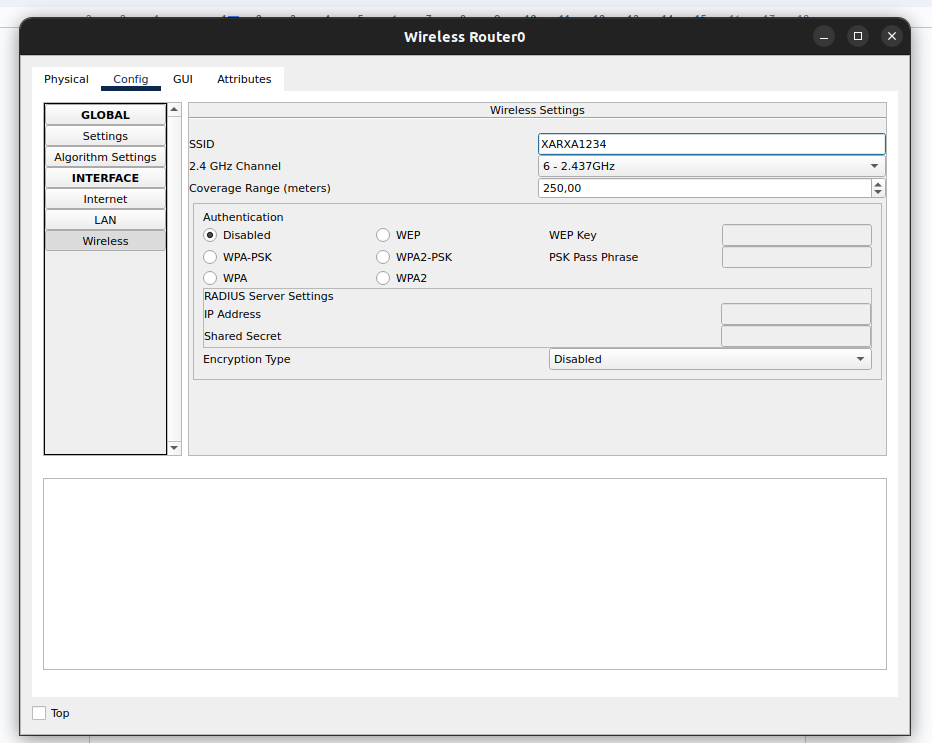 Wireless Router0
Physical Config GUI Attributes
GLOBAL
Settings
Algorithm Settings
INTERFACE
Internet
LAN
Wireless
Wireless Settings
SSID XARXA1234
2.4 GHz Channel 6 - 2.437GHz
Coverage Range (meters) 250,00
Authentication
Disabled WEP WEP Key
WPA-PSK WPA2-PSK PSK Pass Phrase
WPA WPA2
RADIUS Server Settings
IP Address
Shared Secret
Encryption Type Disabled
Top